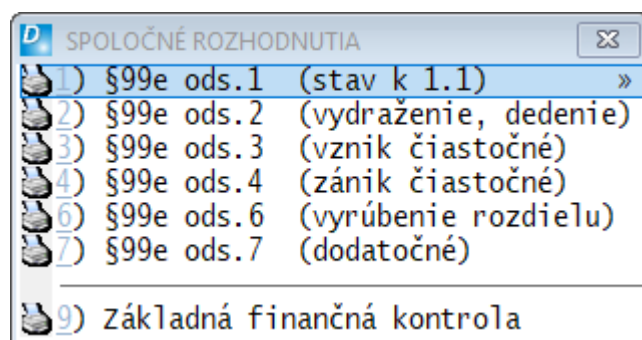 SPOLOČNÉ ROZHODNUTIA
1) §99e ods.1 (stav k 1.1) »
2) §99e ods.2 (vydraženie, dedenie)
3) §99e ods.3 (vznik čiastočné)
4) §99e ods.4 (zánik čiastočné)
6) §99e ods.6 (vyrúbenie rozdielu)
7) §99e ods.7 (dodatočné)
9) Základná finančná kontrola